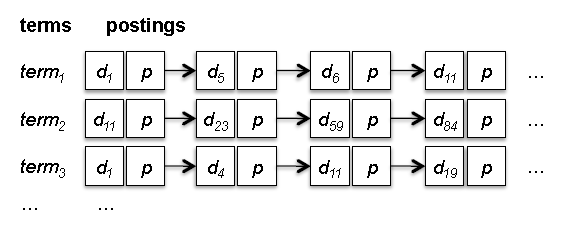 terms postings
term1 d1 p d5 p d6 p d11 p ...
term2 d11 p d23 p d59 p d84 p ...
term3 d1 p d4 p d11 p d19 p ...
... ...